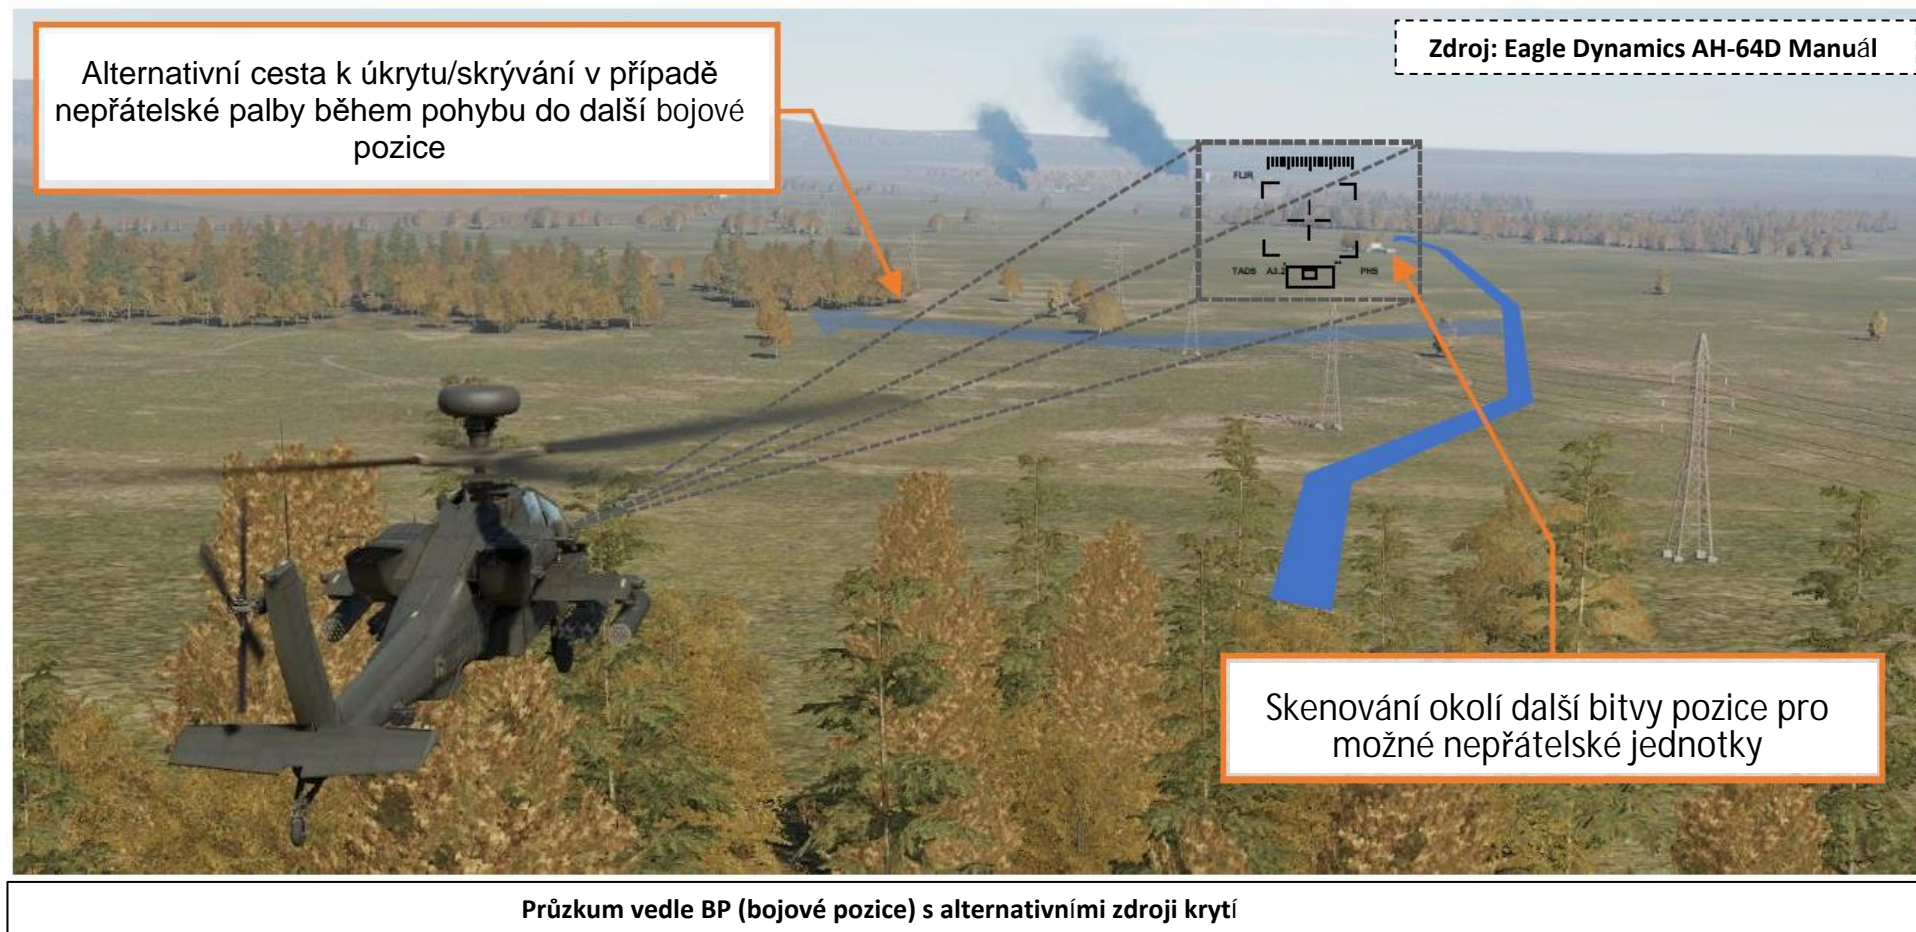 Alternativní cesta k úkrytu/skrývání v případě
nepřátelské palby během pohybu do další bojové
pozice
Zdroj: Eagle Dynamics AH-64D Manuál
FLIR
TADS A3.2 PHS
Skenování okolí další bitvy pozice pro
možné nepřátelské jednotky
Průzkum vedle BP (bojové pozice) s alternativními zdroji krytí